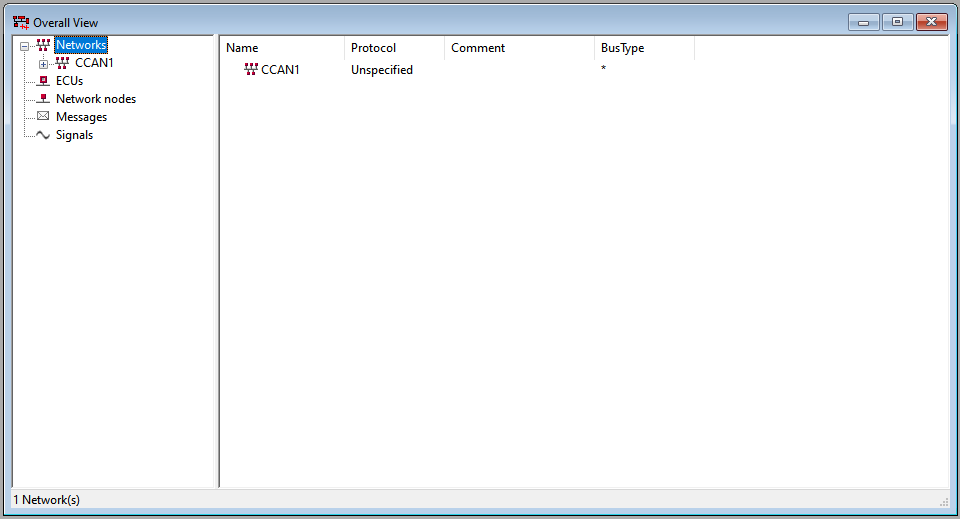 Overall View
Networks
CCAN1
ECUs
Network nodes
Messages
Signals
Name Protocol Comment BusType
CCAN1 Unspecified *
1 Network(s)